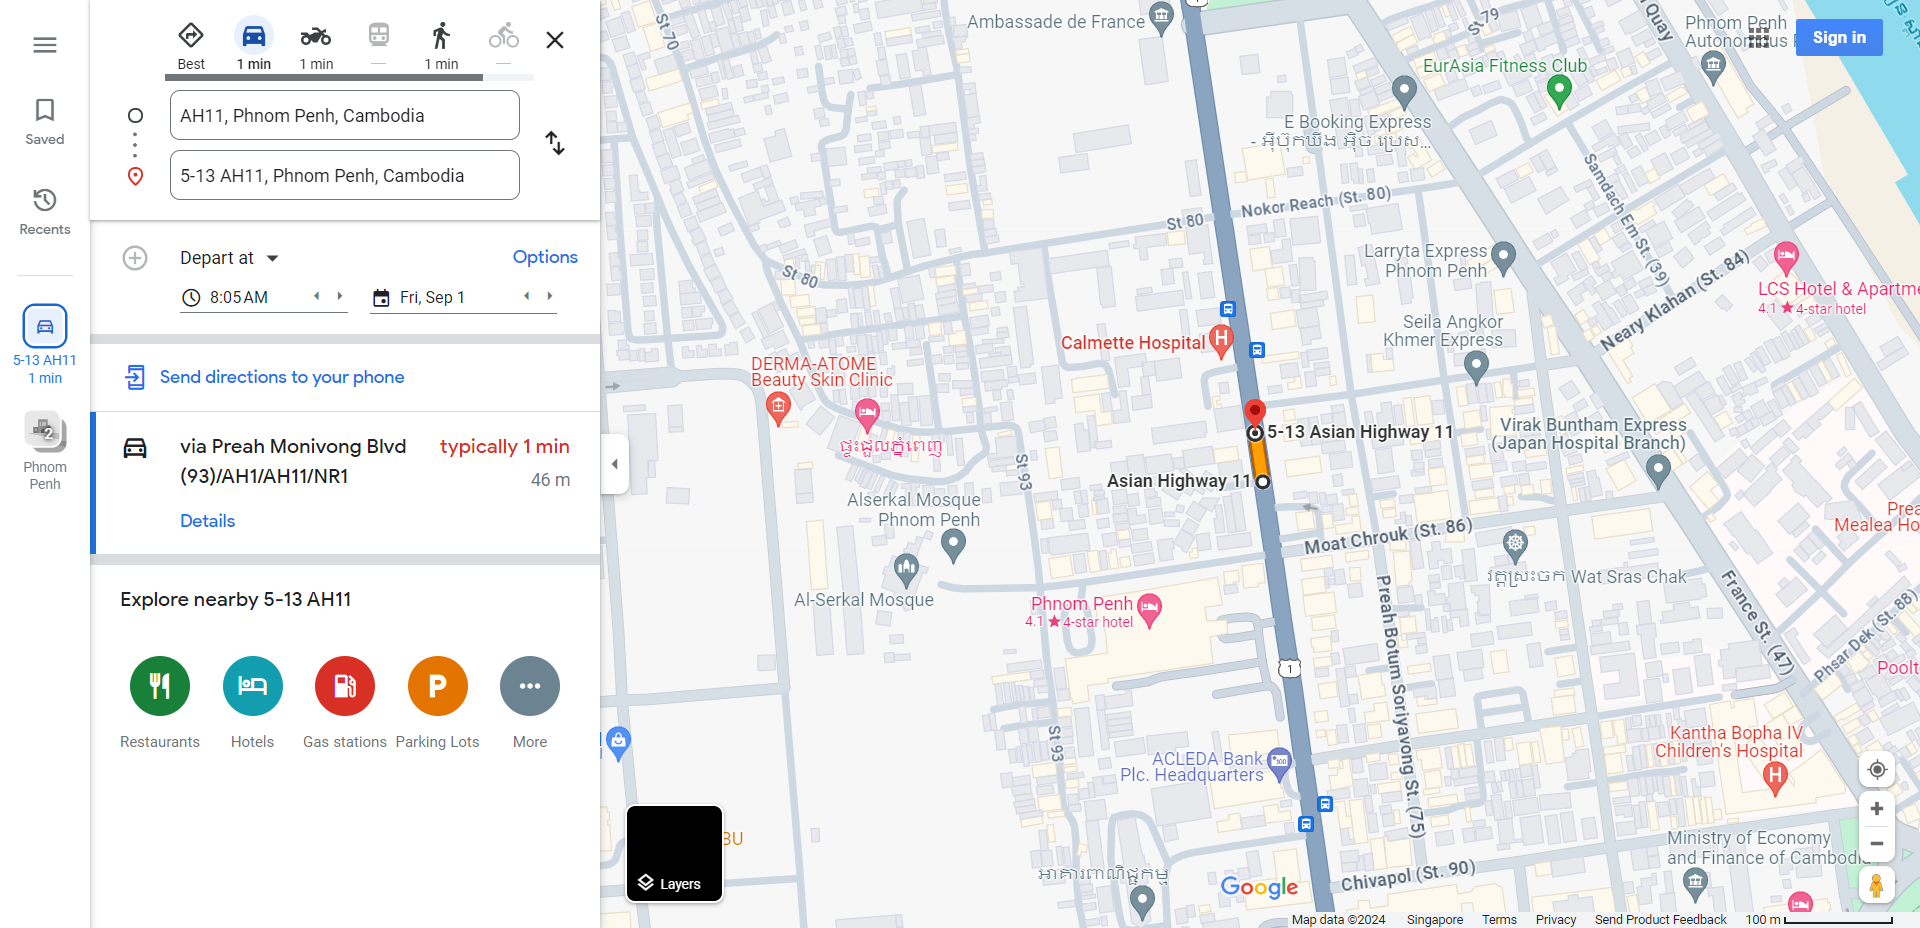 Best
1 min
1 min
—
1 min
—
AH11, Phnom Penh, Cambodia
5-13 AH11, Phnom Penh, Cambodia
Saved
Recents
5-13 AH11
1 min
2
Phnom
Penh
Depart at
Options
8:05 AM
Fri, Sep 1
Send directions to your phone
via Preah Monivong Blvd
(93)/AH1/AH11/NR1
typically 1 min
46 m
Details
Explore nearby 5-13 AH11
Restaurants
Hotels
Gas stations
P
Parking Lots
More
Layers
Sign in
St 70
Ambassade de France
1
St 79
Quay
Phnom Penh
Autonomous
EurAsia Fitness Club
E Booking Express
Samdach Em St. (39)
Nokor Reach (St. 80)
St 80
St 80
Larryta Express
Phnom Penh
Neary Klahan (St. 84)
LCS Hotel & Apartme
4.1 ★ 4-star hotel
Seila Angkor
Khmer Express
Calmette Hospital
H
DERMA-ATOME
Beauty Skin Clinic
ផ្ទះជួលភ្នំពេញ
5-13 Asian Highway 11
Virak Buntham Express
(Japan Hospital Branch)
Asian Highway 11
St 93
Alserkal Mosque
Phnom Penh
Al-Serkal Mosque
Moat Chrouk (St. 86)
Prea
Mealea Ho
វត្តស្រះចក Wat Sras Chak
Phnom Penh
4.1 ★ 4-star hotel
Preah Botum Soriyavong St. (75)
France St. (47)
Phsar Dek (St. 88)
Poolt
1
St 93
Kantha Bopha IV
Children's Hospital
H
ACLEDA Bank
Plc. Headquarters
BU
Ministry of Economy
and Finance of Cambodia
អាគារពាណិជ្ជកម្ម
Chivapol (St. 90)
Google
Map data ©2024
Singapore
Terms
Privacy
Send Product Feedback
100 m